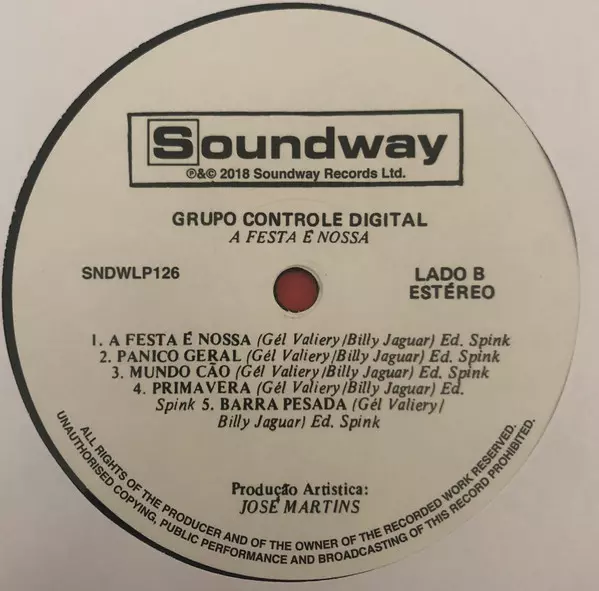 Soundway
℗&© 2018 Soundway Records Ltd.
GRUPO CONTROLE DIGITAL
A FESTA É NOSSA
SNDWLP126
LADO B
ESTÉREO
1. A FESTA É NOSSA (Gél Valiery/Billy Jaguar) Ed. Spink
2. PANICO GERAL (Gél Valiery/Billy Jaguar) Ed. Spink
3. MUNDO CÃO (Gél Valiery/Billy Jaguar) Ed. Spink
4. PRIMAVERA (Gél Valiery/Billy Jaguar) Ed.
Spink 5. BARRA PESADA (Gél Valiery/
Billy Jaguar) Ed. Spink
Produção Artistica:
JOSÉ MARTINS
ALL RIGHTS OF THE PRODUCER AND OF THE OWNER OF THE RECORDED WORK RESERVED.
UNAUTHORISED COPYING, PUBLIC PERFORMANCE AND BROADCASTING OF THIS RECORD PROHIBITED.